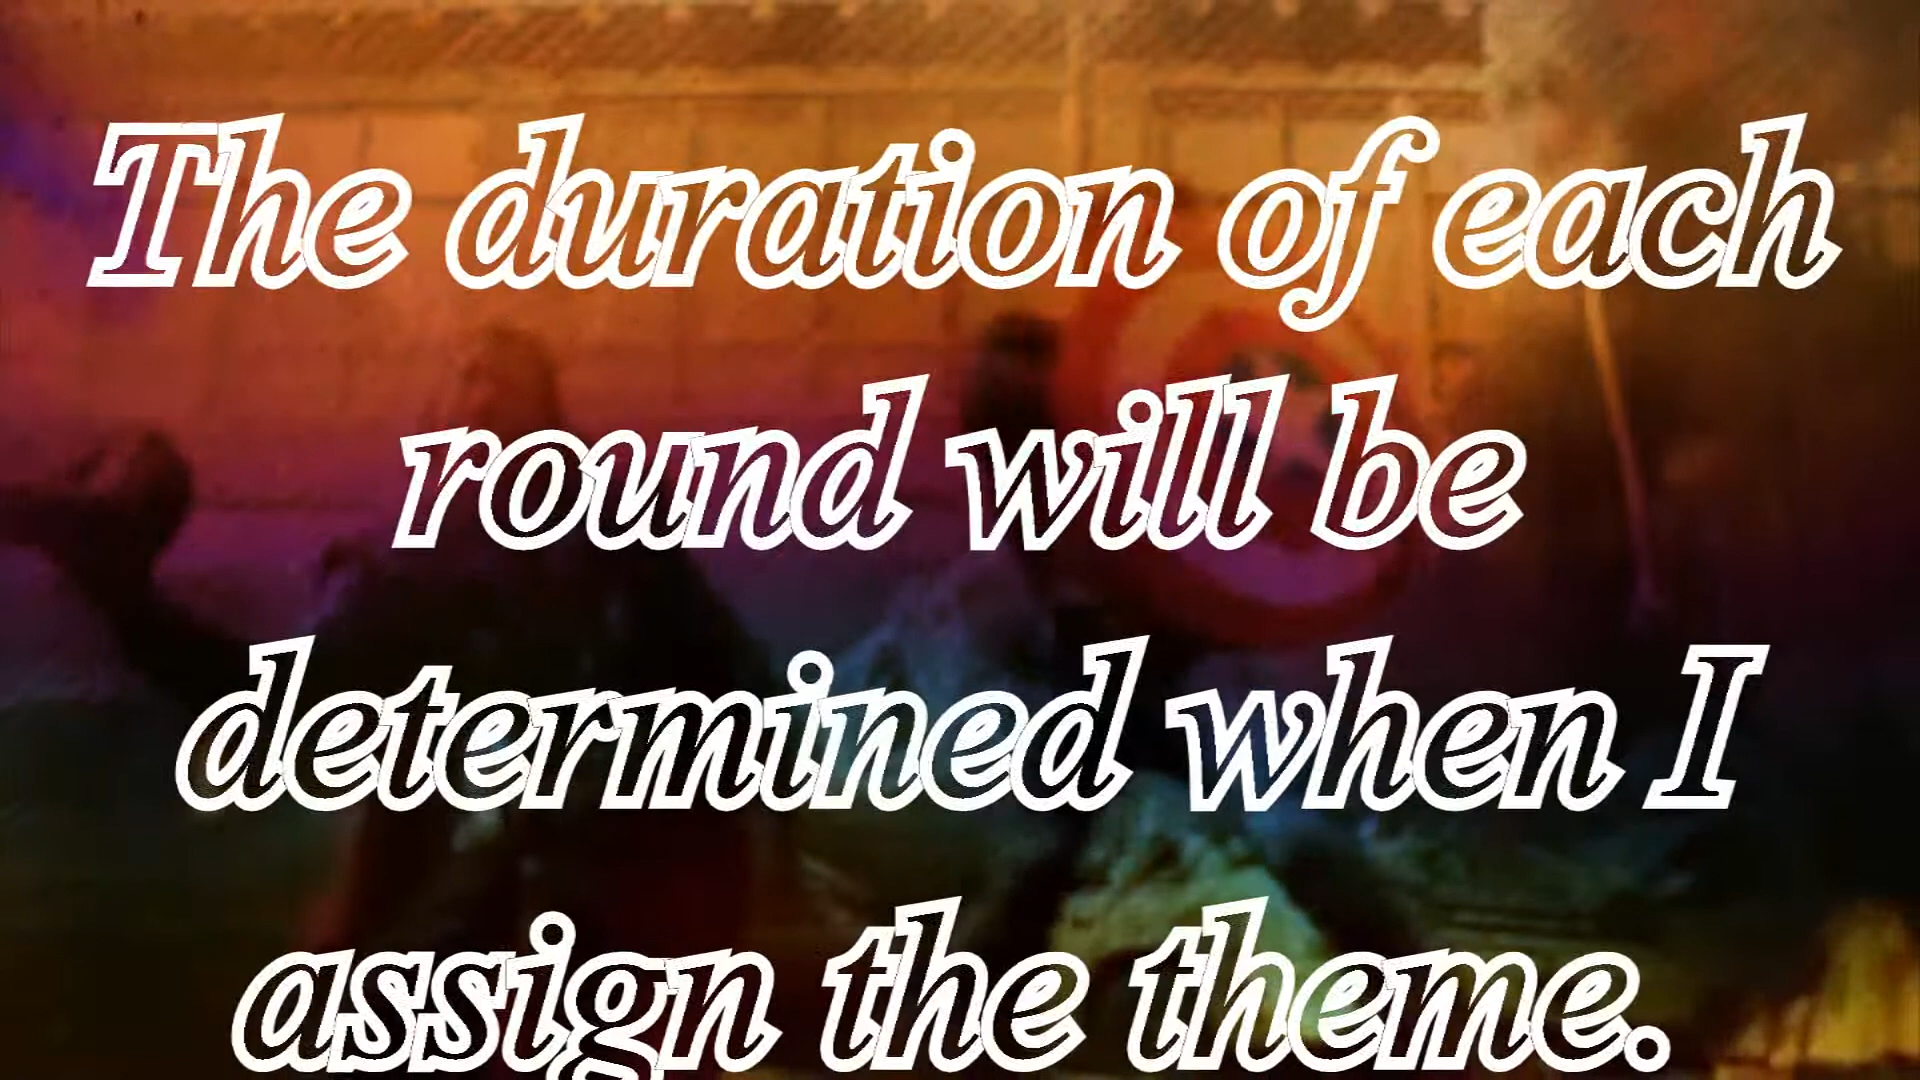 The duration of each
round will be
determined when I
assign the theme.